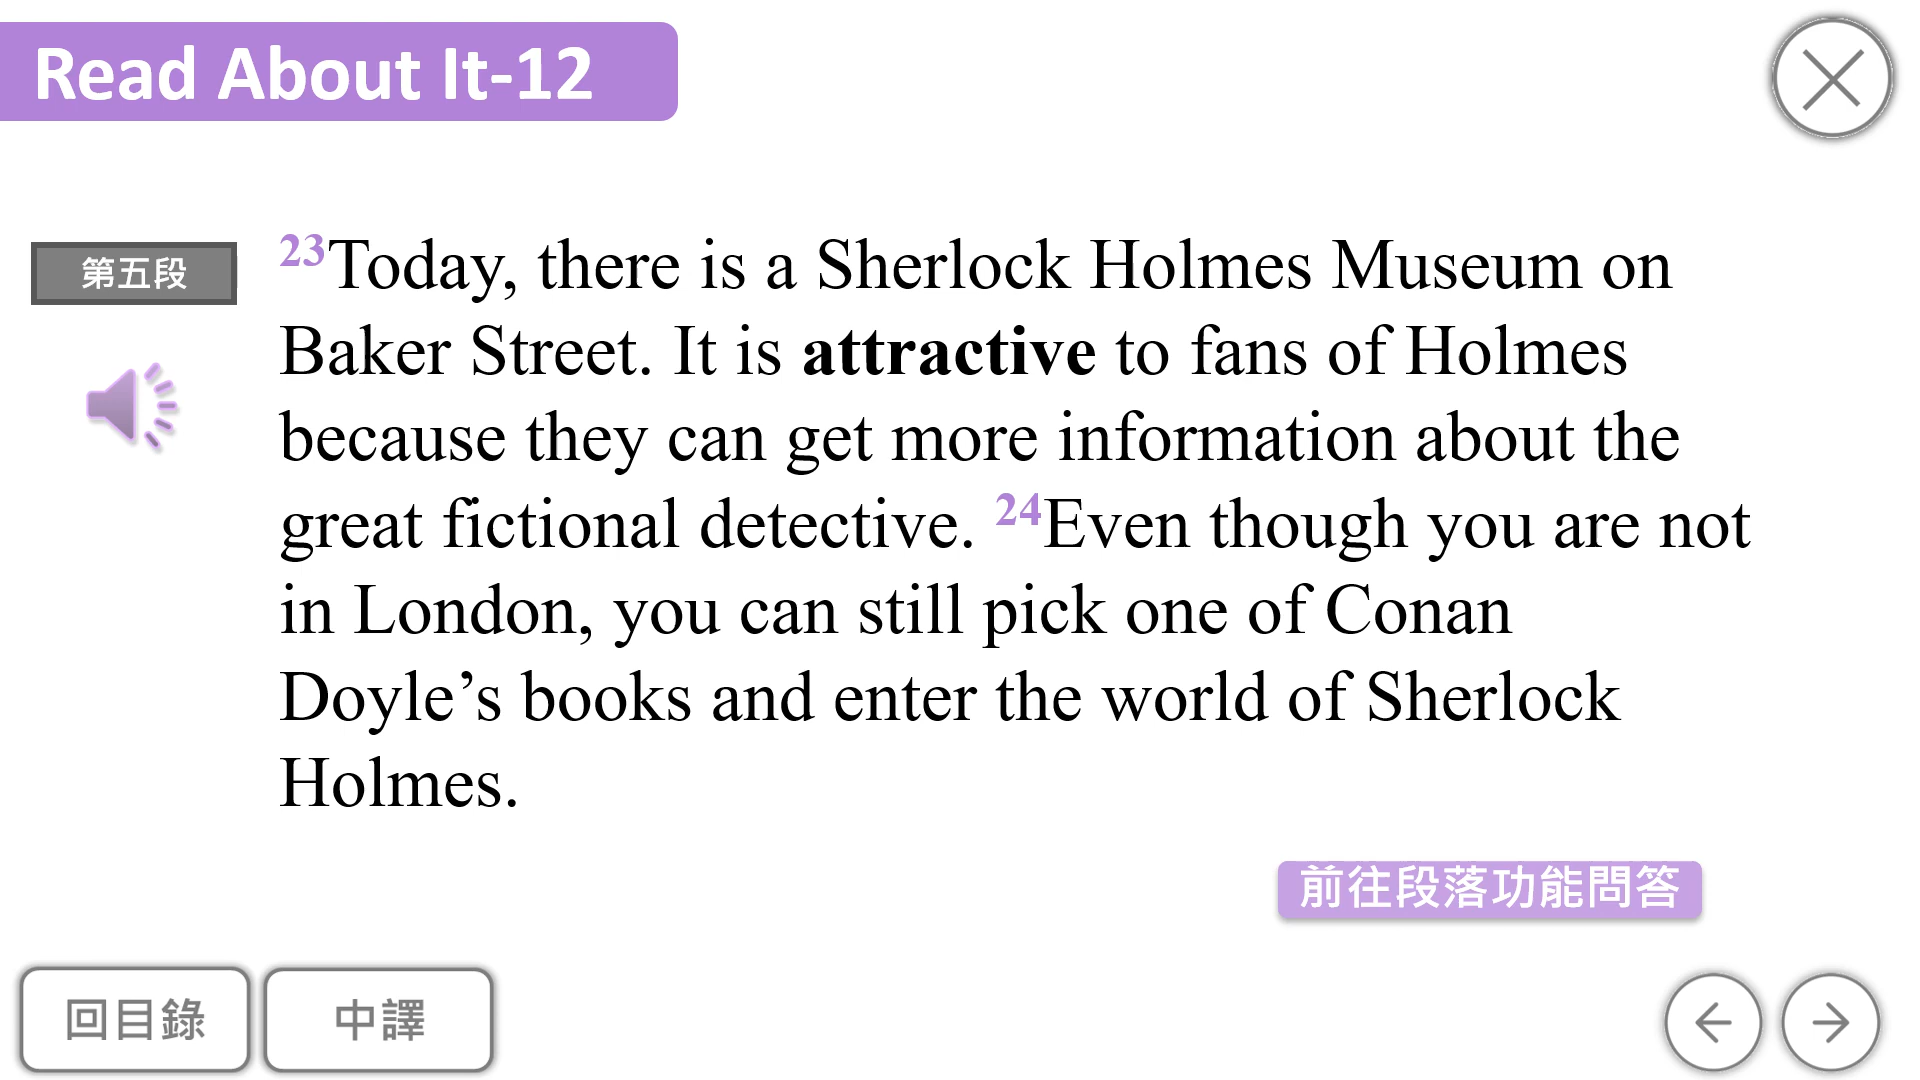 Read About It-12
第五段
23Today, there is a Sherlock Holmes Museum on
Baker Street. It is attractive to fans of Holmes
because they can get more information about the
great fictional detective. 24Even though you are not
in London, you can still pick one of Conan
Doyle’s books and enter the world of Sherlock
Holmes.
前往段落功能問答
回目錄
中譯